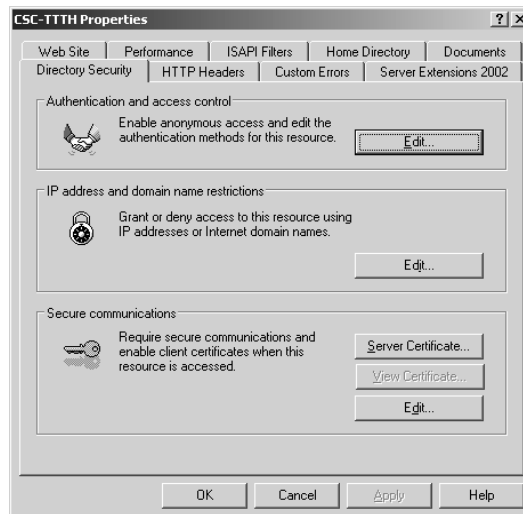 CSC-TTTH Properties
Web Site Performance ISAPI Filters Home Directory Documents
Directory Security HTTP Headers Custom Errors Server Extensions 2002
Authentication and access control
Enable anonymous access and edit the
authentication methods for this resource.
Edit...
IP address and domain name restrictions
Grant or deny access to this resource using
IP addresses or Internet domain names.
Edit...
Secure communications
Require secure communications and
enable client certificates when this
resource is accessed.
Server Certificate...
View Certificate...
Edit...
OK Cancel Apply Help